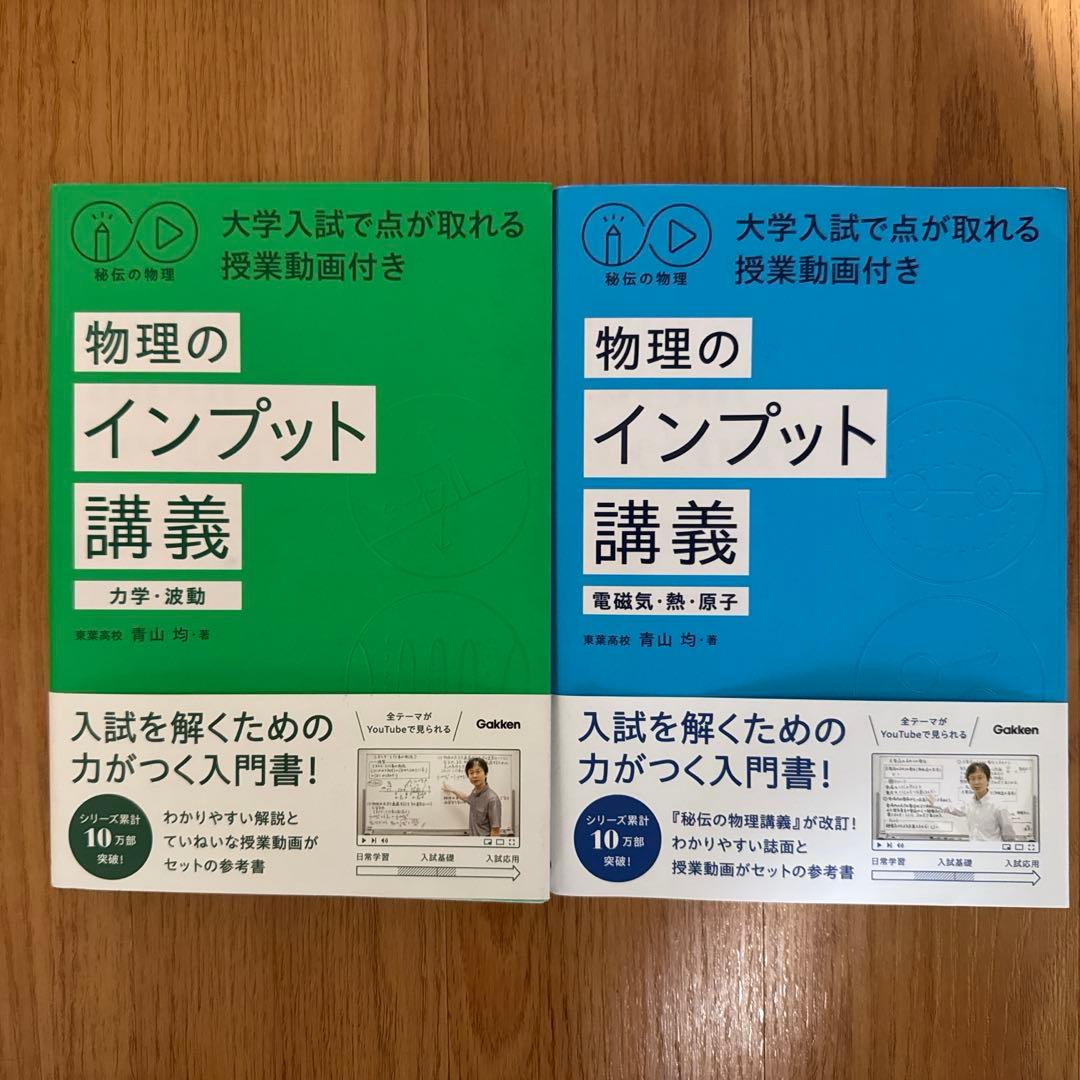 秘伝の物理
大学入試で点が取れる
授業動画付き
物理の
インプット
講義
力学・波動
東葉高校 青山 均・著
入試を解くための
力がつく入門書!
シリーズ累計
10万部
突破!
わかりやすい解説と
ていねいな授業動画が
セットの参考書
全テーマが
YouTubeで見られる
Gakken
日常学習 入試基礎 入試応用
秘伝の物理
大学入試で点が取れる
授業動画付き
物理の
インプット
講義
電磁気・熱・原子
東葉高校 青山 均・著
入試を解くための
力がつく入門書!
シリーズ累計
10万部
突破!
『秘伝の物理講義』が改訂!
わかりやすい誌面と
授業動画がセットの参考書
全テーマが
YouTubeで見られる
Gakken
日常学習 入試基礎 入試応用